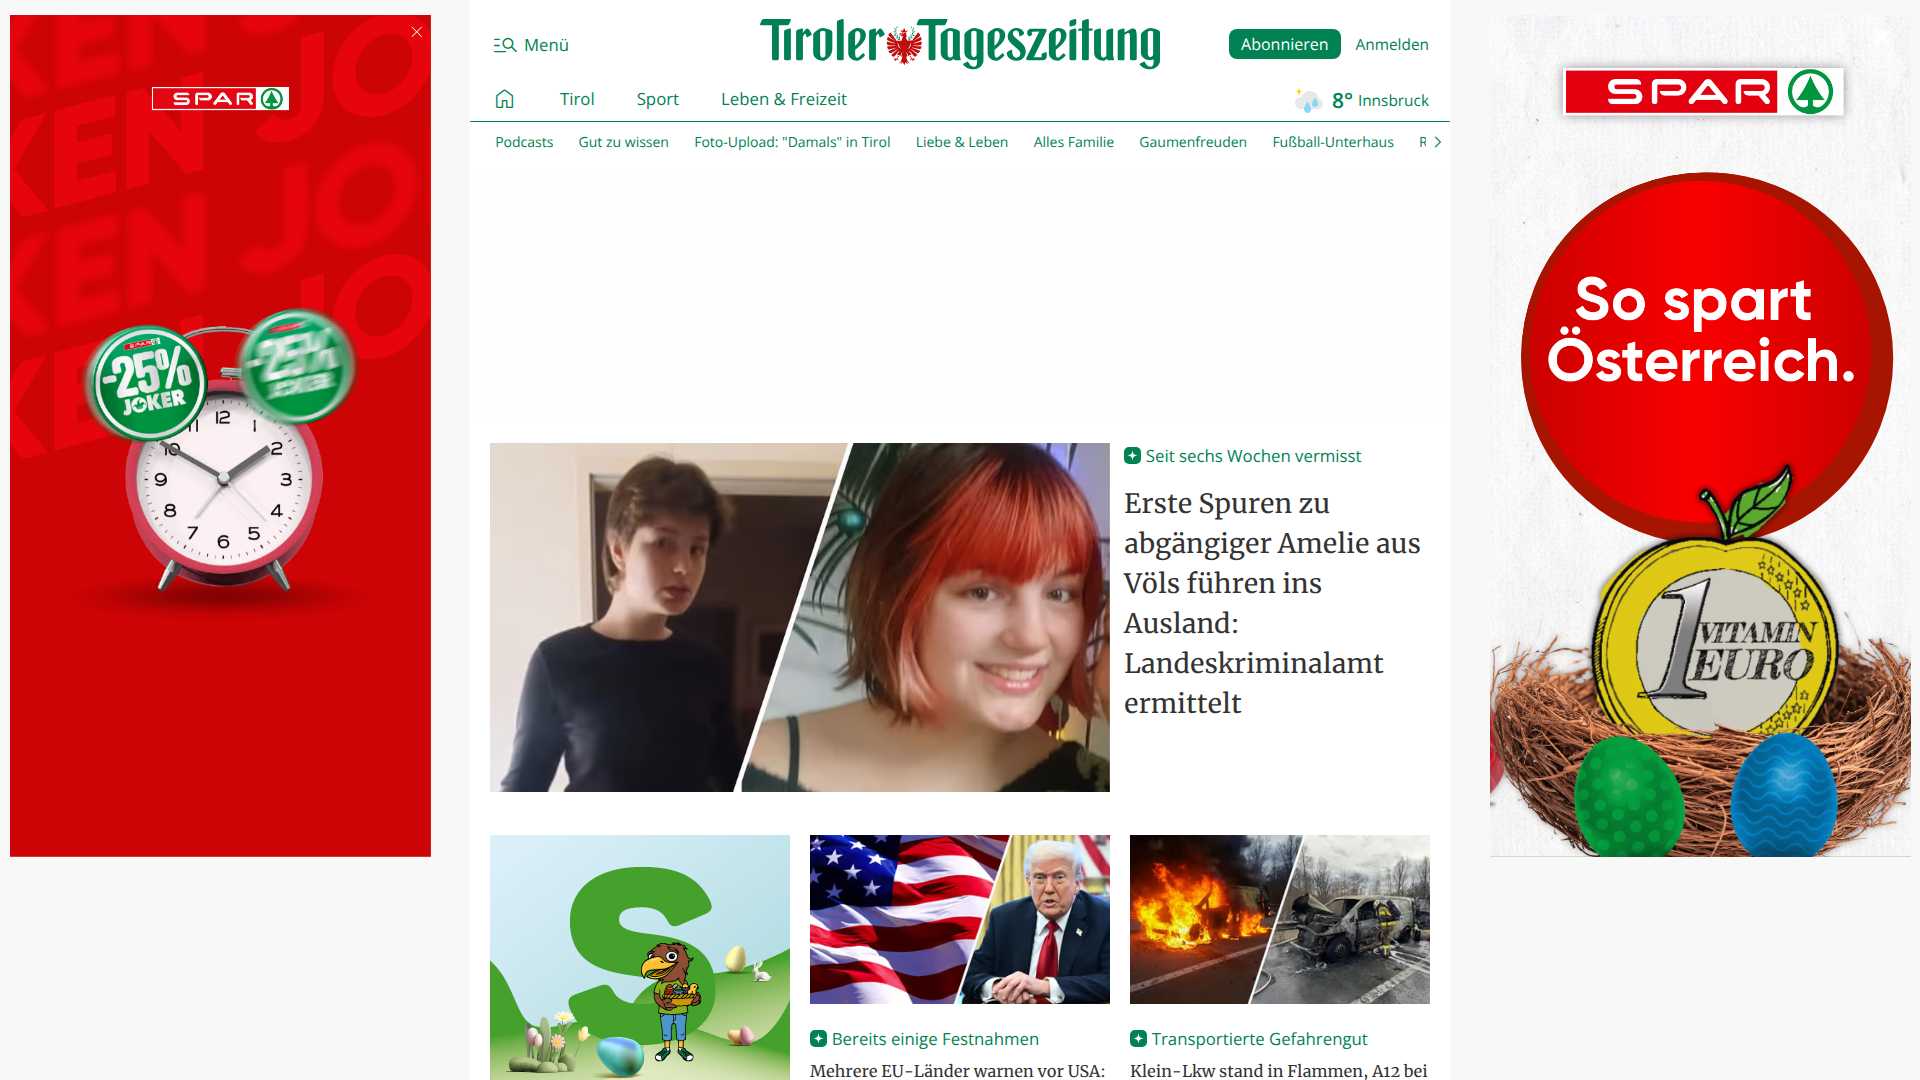 Menü
Tiroler Tageszeitung
Abonnieren
Anmelden
Tirol
Sport
Leben & Freizeit
8° Innsbruck
Podcasts
Gut zu wissen
Foto-Upload: "Damals" in Tirol
Liebe & Leben
Alles Familie
Gaumenfreuden
Fußball-Unterhaus
SPAR
-25%
JOKER
-25%
JOKER
12
1
2
3
4
5
6
7
8
9
10
11
Seit sechs Wochen vermisst
Erste Spuren zu
abgängiger Amelie aus
Völs führen ins
Ausland:
Landeskriminalamt
ermittelt
S
Bereits einige Festnahmen
Mehrere EU-Länder warnen vor USA:
Transportierte Gefahrengut
Klein-Lkw stand in Flammen, A12 bei
SPAR
So spart
Österreich.
1 VITAMIN
EURO